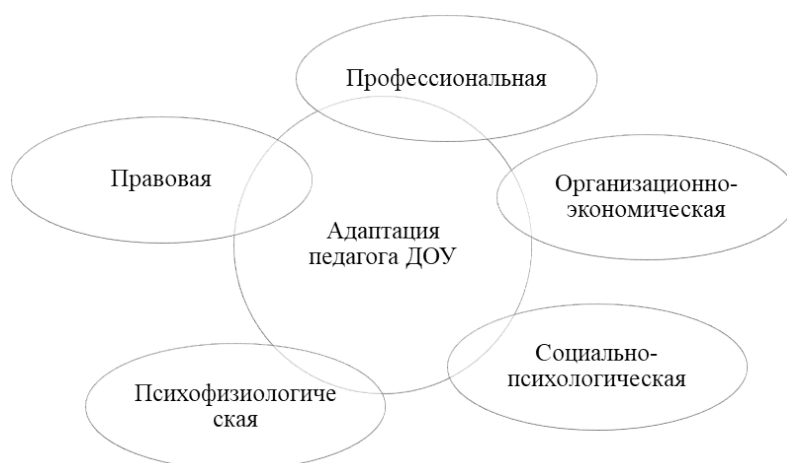 Профессиональная
Правовая
Организационно-
экономическая
Адаптация
педагога ДОУ
Социально-
психологическая
Психофизиологиче
ская